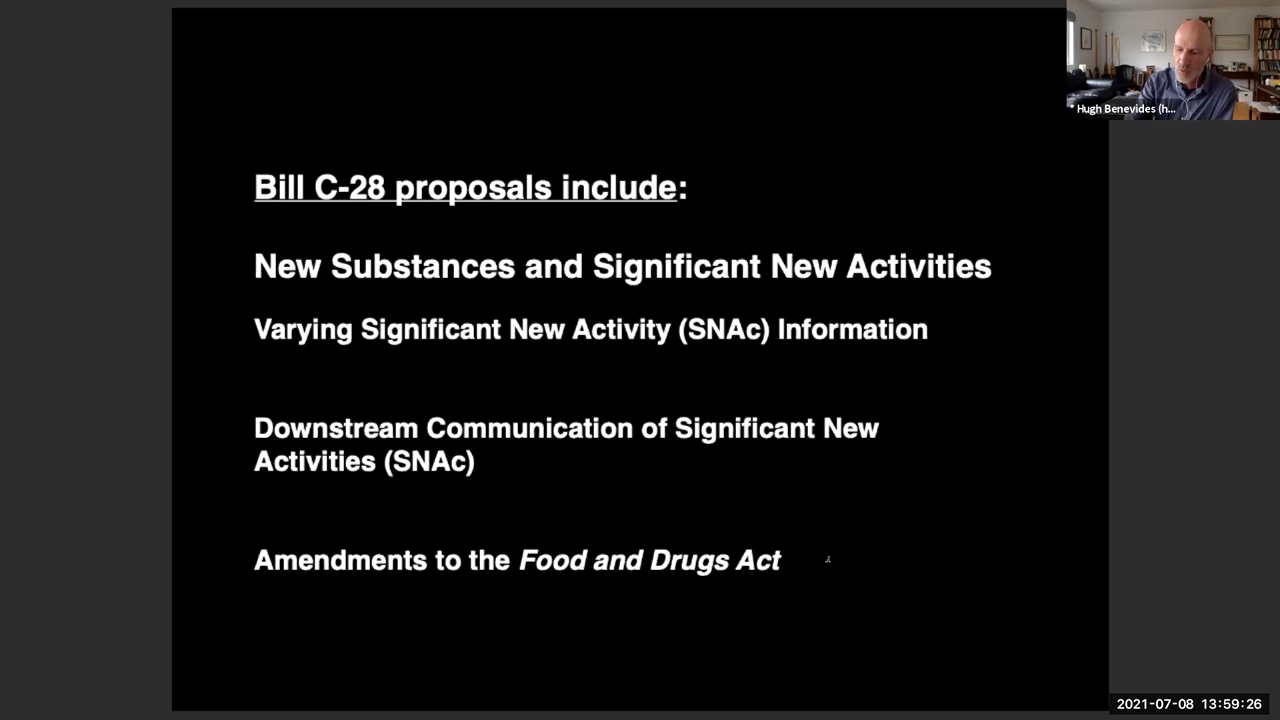 * Hugh Benevides (h...
Bill C-28 proposals include:
New Substances and Significant New Activities
Varying Significant New Activity (SNAc) Information
Downstream Communication of Significant New
Activities (SNAc)
Amendments to the Food and Drugs Act
2021-07-08 13:59:26